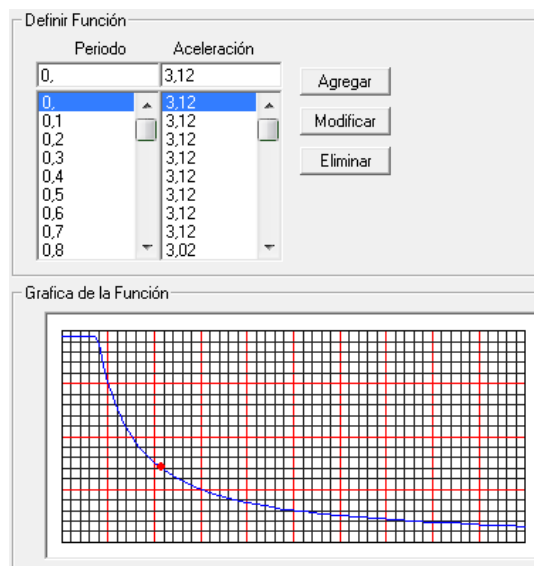 Definir Función
Periodo Aceleración
0, 3,12
Agregar
Modificar
Eliminar
0, 3,12
0,1 3,12
0,2 3,12
0,3 3,12
0,4 3,12
0,5 3,12
0,6 3,12
0,7 3,12
0,8 3,02
Grafica de la Función